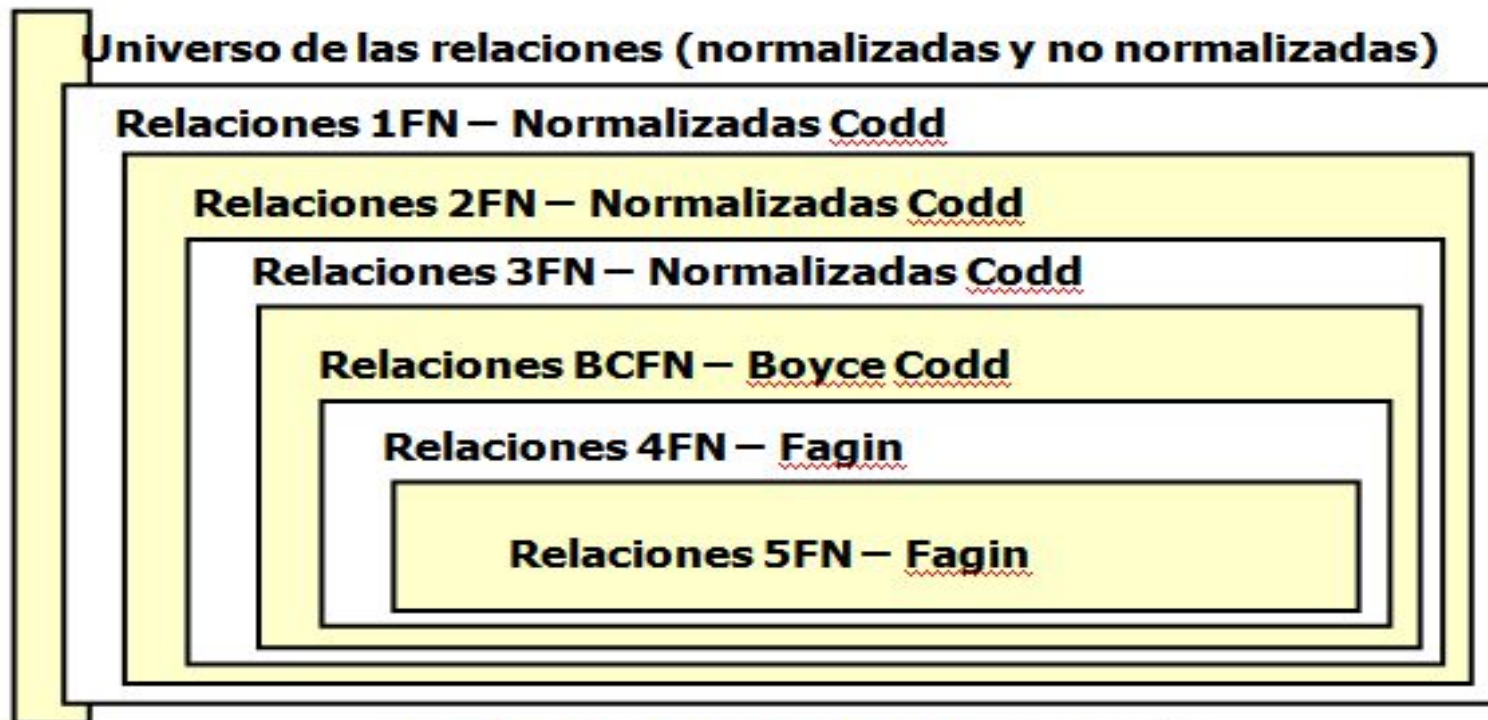 Universo de las relaciones (normalizadas y no normalizadas)
Relaciones 1FN – Normalizadas Codd
Relaciones 2FN – Normalizadas Codd
Relaciones 3FN – Normalizadas Codd
Relaciones BCFN – Boyce Codd
Relaciones 4FN – Fagin
Relaciones 5FN – Fagin